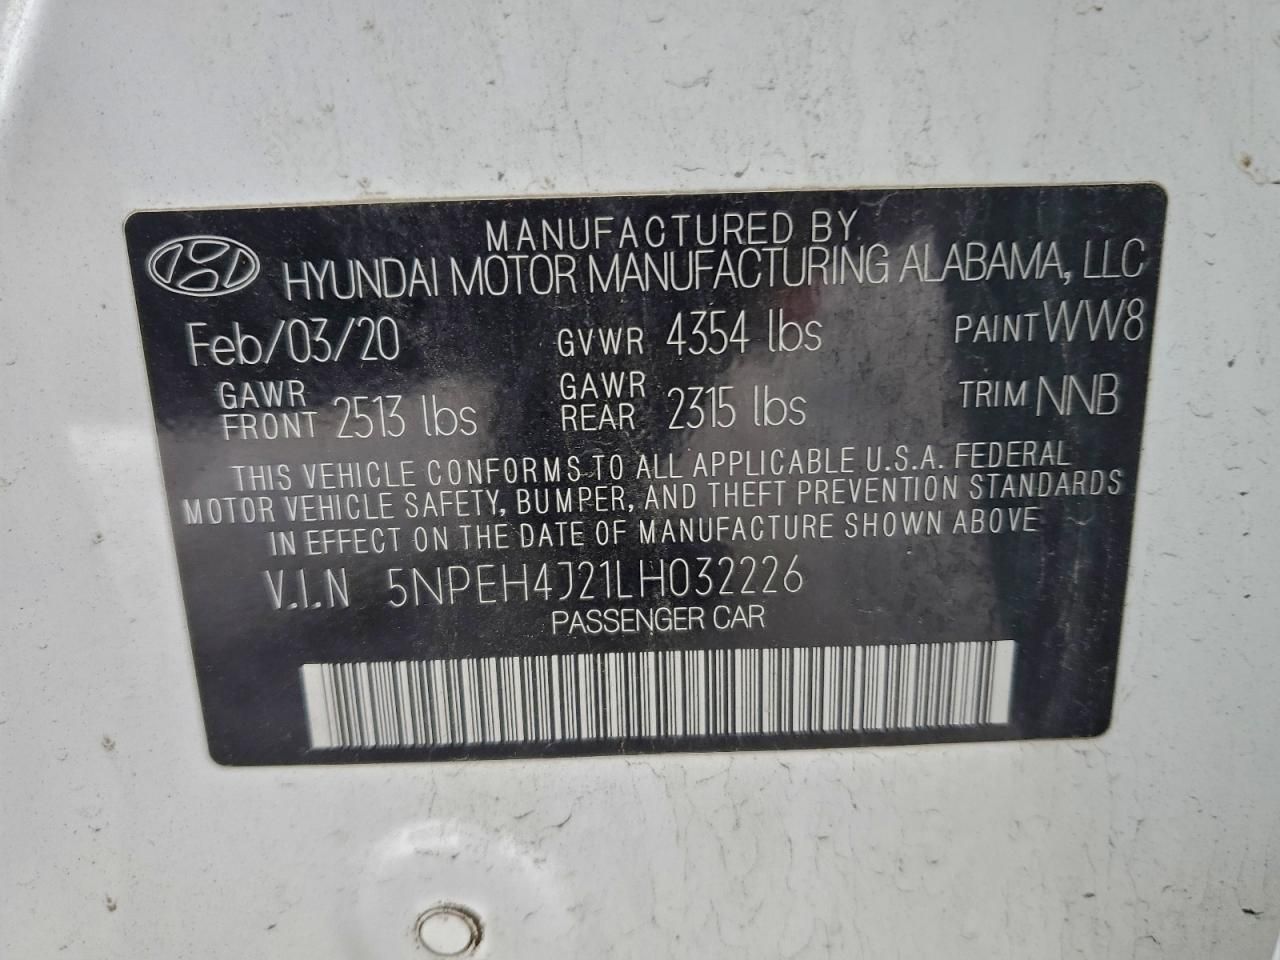 MANUFACTURED BY
HYUNDAI MOTOR MANUFACTURING ALABAMA, LLC
Feb/03/20 GVWR 4354 lbs PAINT WW8
GAWR FRONT 2513 lbs GAWR REAR 2315 lbs TRIM NNB
THIS VEHICLE CONFORMS TO ALL APPLICABLE U.S.A. FEDERAL
MOTOR VEHICLE SAFETY, BUMPER, AND THEFT PREVENTION STANDARDS
IN EFFECT ON THE DATE OF MANUFACTURE SHOWN ABOVE
V.I.N 5NPEH4J21LH032226
PASSENGER CAR